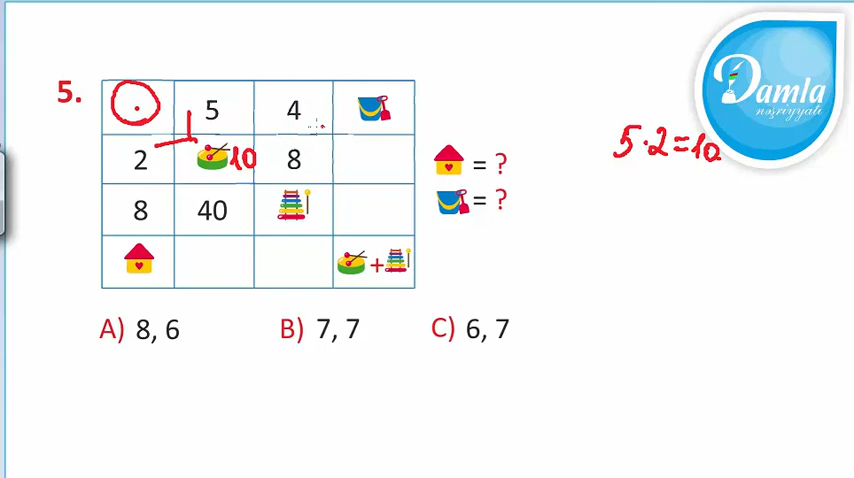 5.
· 5 4
2 10 8
8 40
+
= ?
= ?
A) 8, 6 B) 7, 7 C) 6, 7
5·2=10
Damla
nəşriyyatı